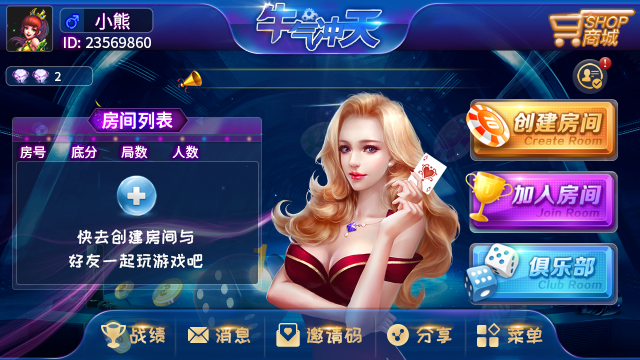 小熊
ID: 23569860
2
牛气冲天
SHOP
商城
房间列表
房号 底分 局数 人数
快去创建房间与
好友一起玩游戏吧
创建房间
Create Room
加入房间
Join Room
俱乐部
Club Room
战绩 消息 邀请码 分享 菜单